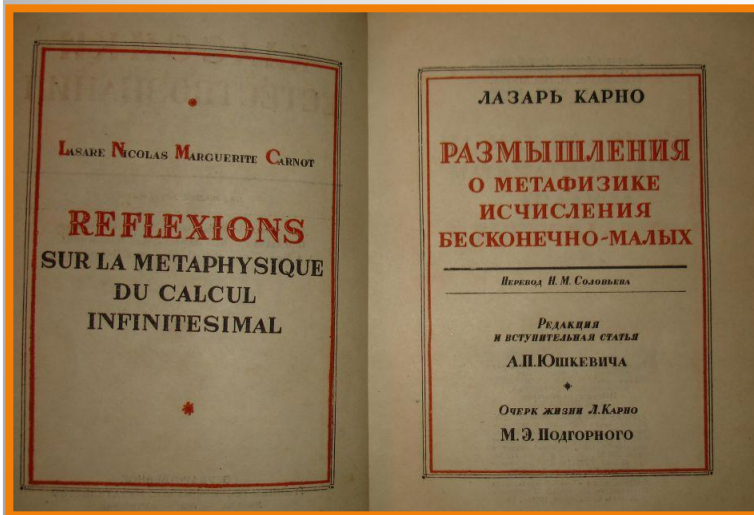 LASARE NICOLAS MARGUERITE CARNOT
REFLEXIONS
SUR LA METAPHYSIQUE
DU CALCUL
INFINITESIMAL
ЛАЗАРЬ КАРНО
РАЗМЫШЛЕНИЯ
О МЕТАФИЗИКЕ
ИСЧИСЛЕНИЯ
БЕСКОНЕЧНО-МАЛЫХ
ПЕРЕВОД Н. М. СОЛОВЬЕВА
РЕДАКЦИЯ
И ВСТУПИТЕЛЬНАЯ СТАТЬЯ
А.П.ЮШКЕВИЧА
ОЧЕРК ЖИЗНИ Л.КАРНО
М. Э. ПОДГОРНОГО